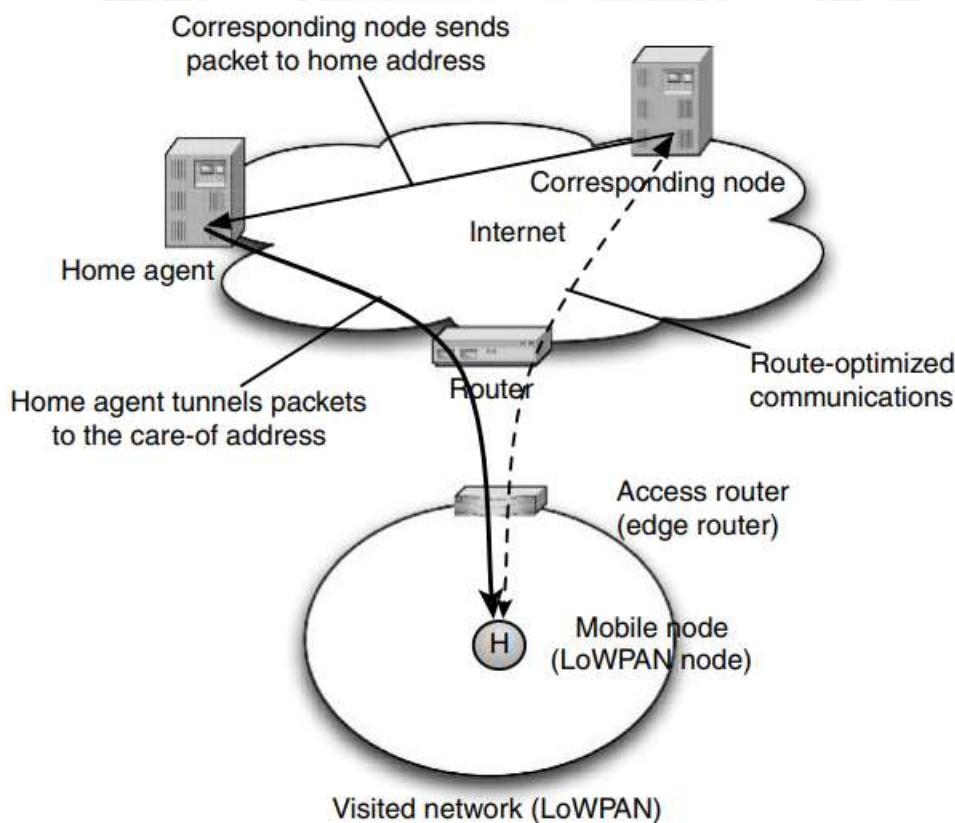 Corresponding node sends
packet to home address
Corresponding node
Internet
Home agent
Router
Route-optimized
communications
Home agent tunnels packets
to the care-of address
Access router
(edge router)
Mobile node
(LoWPAN node)
H
Visited network (LoWPAN)